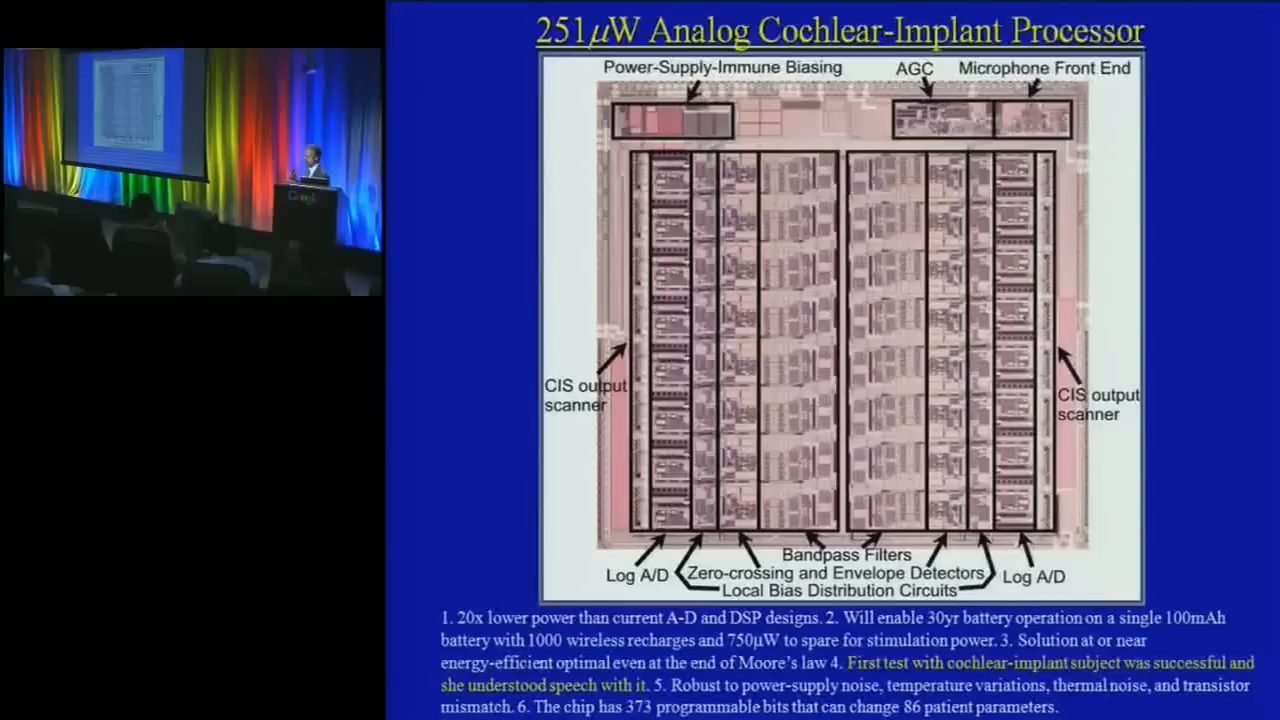 251µW Analog Cochlear-Implant Processor
Power-Supply-Immune Biasing
AGC
Microphone Front End
CIS output
scanner
CIS output
scanner
Bandpass Filters
Log A/D
Zero-crossing and Envelope Detectors
Log A/D
Local Bias Distribution Circuits
1. 20x lower power than current A-D and DSP designs. 2. Will enable 30yr battery operation on a single 100mAh
battery with 1000 wireless recharges and 750µW to spare for stimulation power. 3. Solution at or near
energy-efficient optimal even at the end of Moore's law 4. First test with cochlear-implant subject was successful and
she understood speech with it. 5. Robust to power-supply noise, temperature variations, thermal noise, and transistor
mismatch. 6. The chip has 373 programmable bits that can change 86 patient parameters.
Google